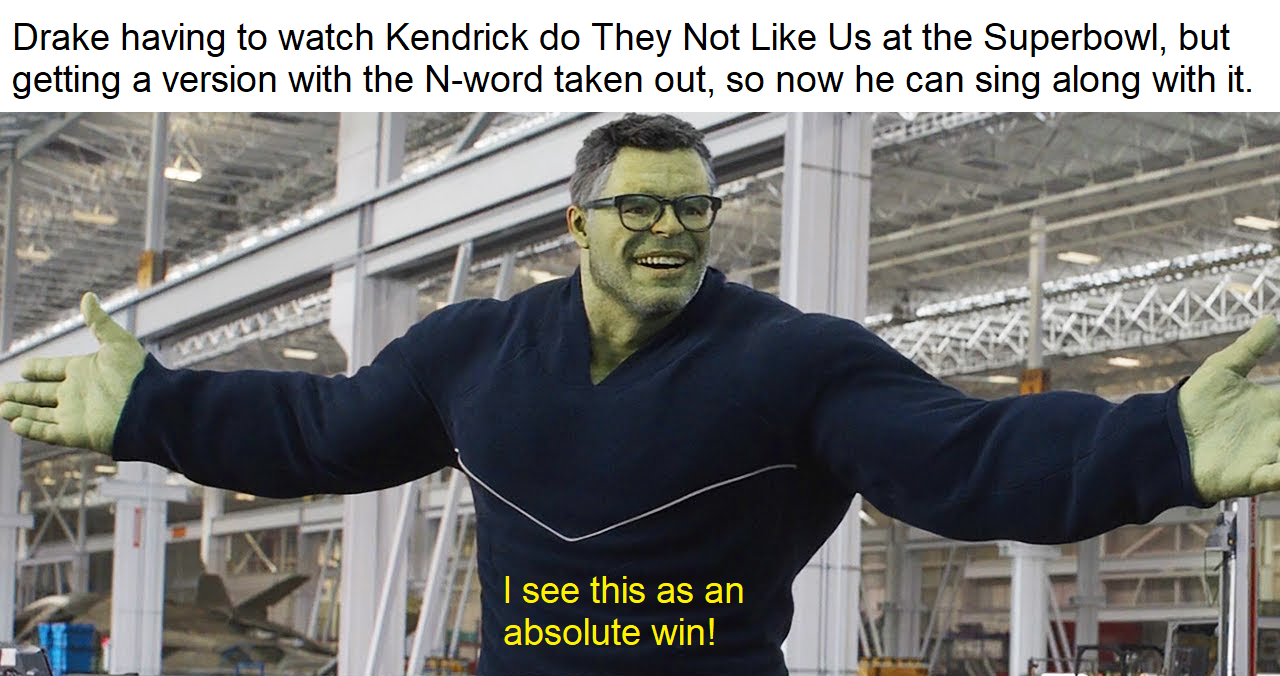 Drake having to watch Kendrick do They Not Like Us at the Superbowl, but
getting a version with the N-word taken out, so now he can sing along with it.
I see this as an
absolute win!